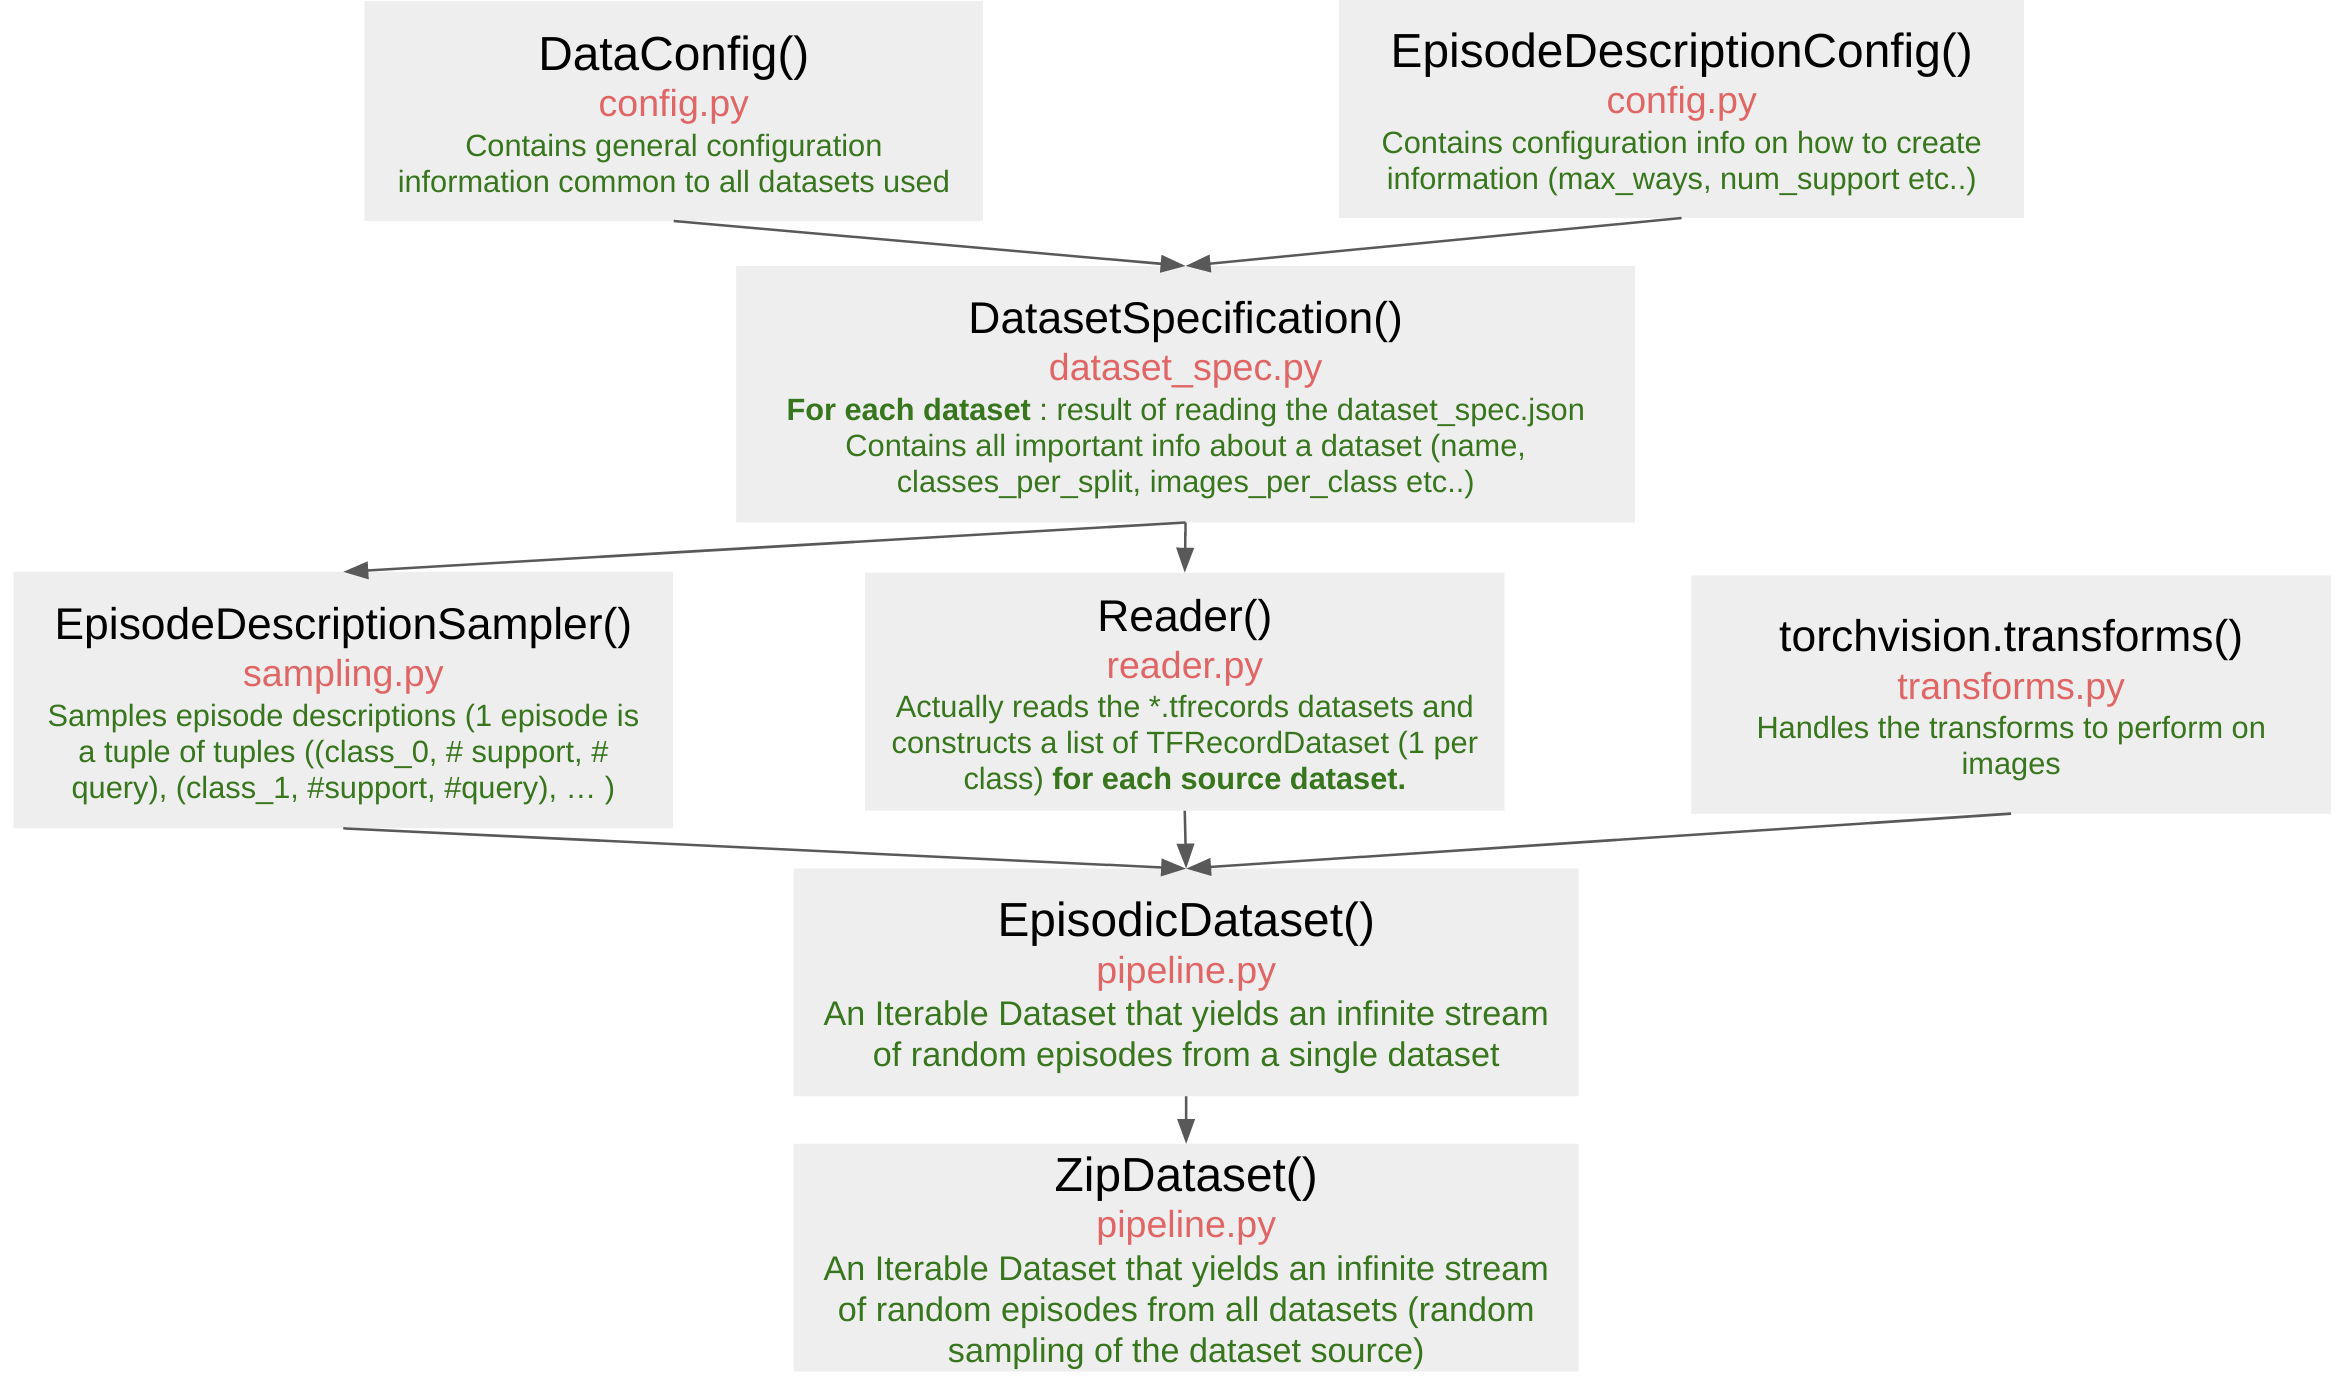 DataConfig()
config.py
Contains general configuration
information common to all datasets used
EpisodeDescriptionConfig()
config.py
Contains configuration info on how to create
information (max_ways, num_support etc..)
DatasetSpecification()
dataset_spec.py
For each dataset : result of reading the dataset_spec.json
Contains all important info about a dataset (name,
classes_per_split, images_per_class etc..)
EpisodeDescriptionSampler()
sampling.py
Samples episode descriptions (1 episode is
a tuple of tuples ((class_0, # support, #
query), (class_1, #support, #query), … )
Reader()
reader.py
Actually reads the *.tfrecords datasets and
constructs a list of TFRecordDataset (1 per
class) for each source dataset.
torchvision.transforms()
transforms.py
Handles the transforms to perform on
images
EpisodicDataset()
pipeline.py
An Iterable Dataset that yields an infinite stream
of random episodes from a single dataset
ZipDataset()
pipeline.py
An Iterable Dataset that yields an infinite stream
of random episodes from all datasets (random
sampling of the dataset source)